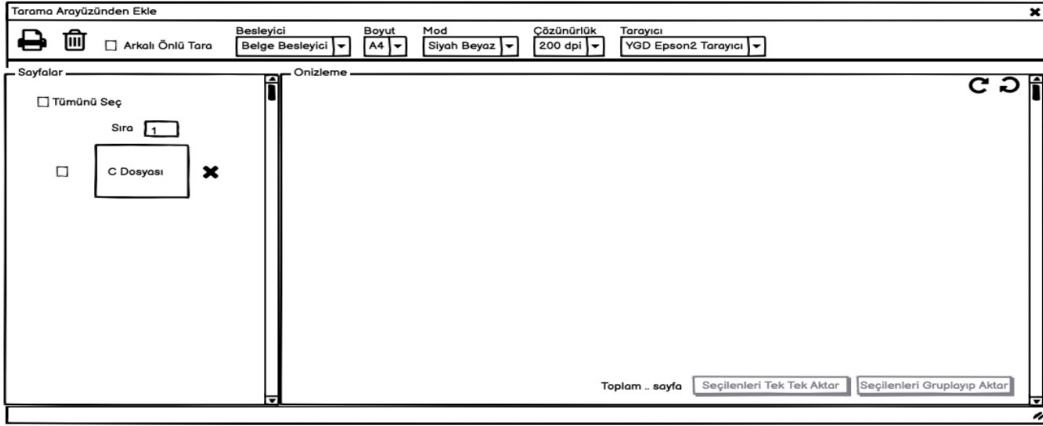 Tarama Arayüzünden Ekle
Arkalı Önlü Tara
Besleyici
Belge Besleyici
Boyut
A4
Mod
Siyah Beyaz
Çözünürlük
200 dpi
Tarayıcı
YGD Epson2 Tarayıcı
Sayfalar
Tümünü Seç
Sıra 1
C Dosyası
Onizleme
Toplam .. sayfa
Seçilenleri Tek Tek Aktar
Seçilenleri Gruplayıp Aktar